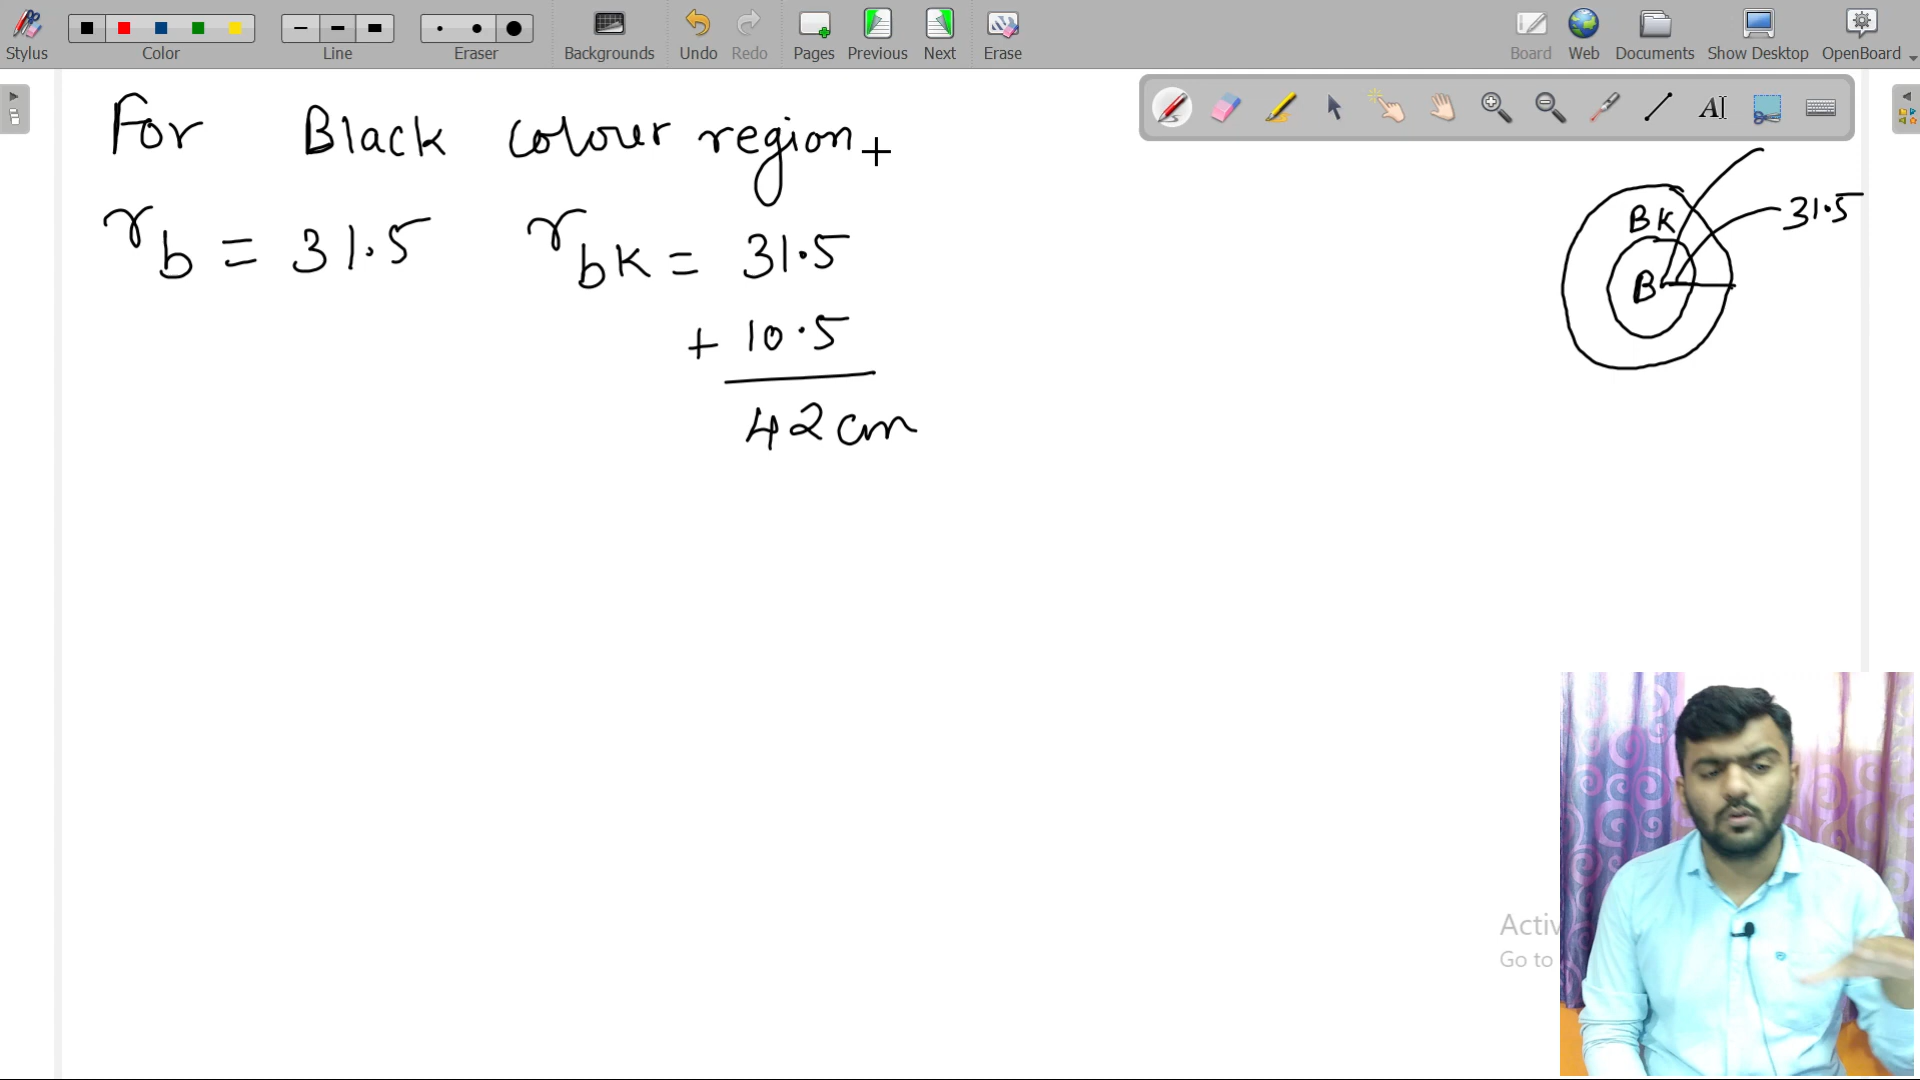 Stylus Color Line Eraser Backgrounds Undo Redo Pages Previous Next Erase Board Web Documents Show Desktop OpenBoard
For Black colour region
r_b = 31.5 r_bk = 31.5
+ 10.5
42 cm
BK
31.5
B
Activ
Go to